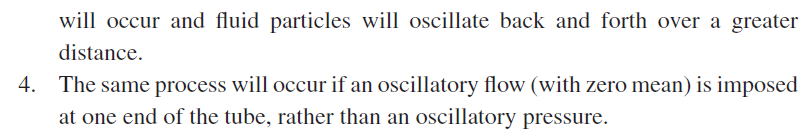 will occur and fluid particles will oscillate back and forth over a greater
distance.
4. The same process will occur if an oscillatory flow (with zero mean) is imposed
at one end of the tube, rather than an oscillatory pressure.